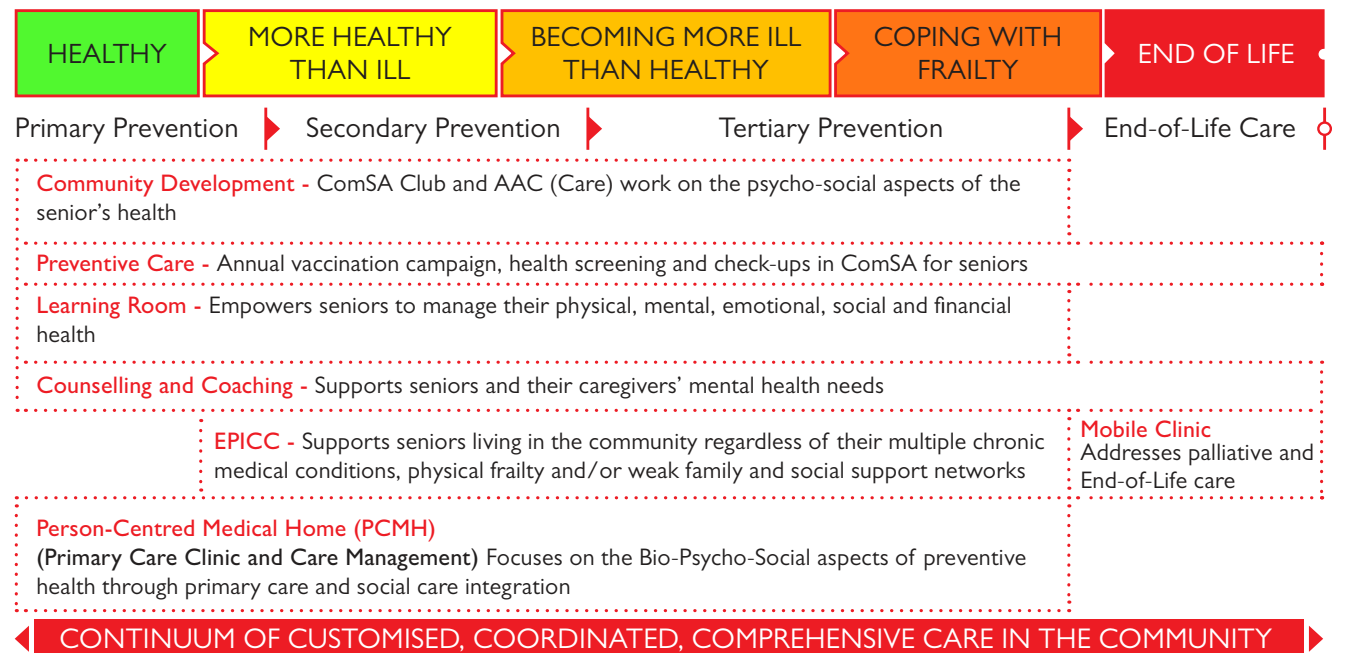 HEALTHY
MORE HEALTHY
THAN ILL
BECOMING MORE ILL
THAN HEALTHY
COPING WITH
FRAILTY
END OF LIFE
Primary Prevention
Secondary Prevention
Tertiary Prevention
End-of-Life Care
Community Development - ComSA Club and AAC (Care) work on the psycho-social aspects of the
senior’s health
Preventive Care - Annual vaccination campaign, health screening and check-ups in ComSA for seniors
Learning Room - Empowers seniors to manage their physical, mental, emotional, social and financial
health
Counselling and Coaching - Supports seniors and their caregivers’ mental health needs
EPICC - Supports seniors living in the community regardless of their multiple chronic
medical conditions, physical frailty and/or weak family and social support networks
Mobile Clinic
Addresses palliative and
End-of-Life care
Person-Centred Medical Home (PCMH)
(Primary Care Clinic and Care Management) Focuses on the Bio-Psycho-Social aspects of preventive
health through primary care and social care integration
CONTINUUM OF CUSTOMISED, COORDINATED, COMPREHENSIVE CARE IN THE COMMUNITY